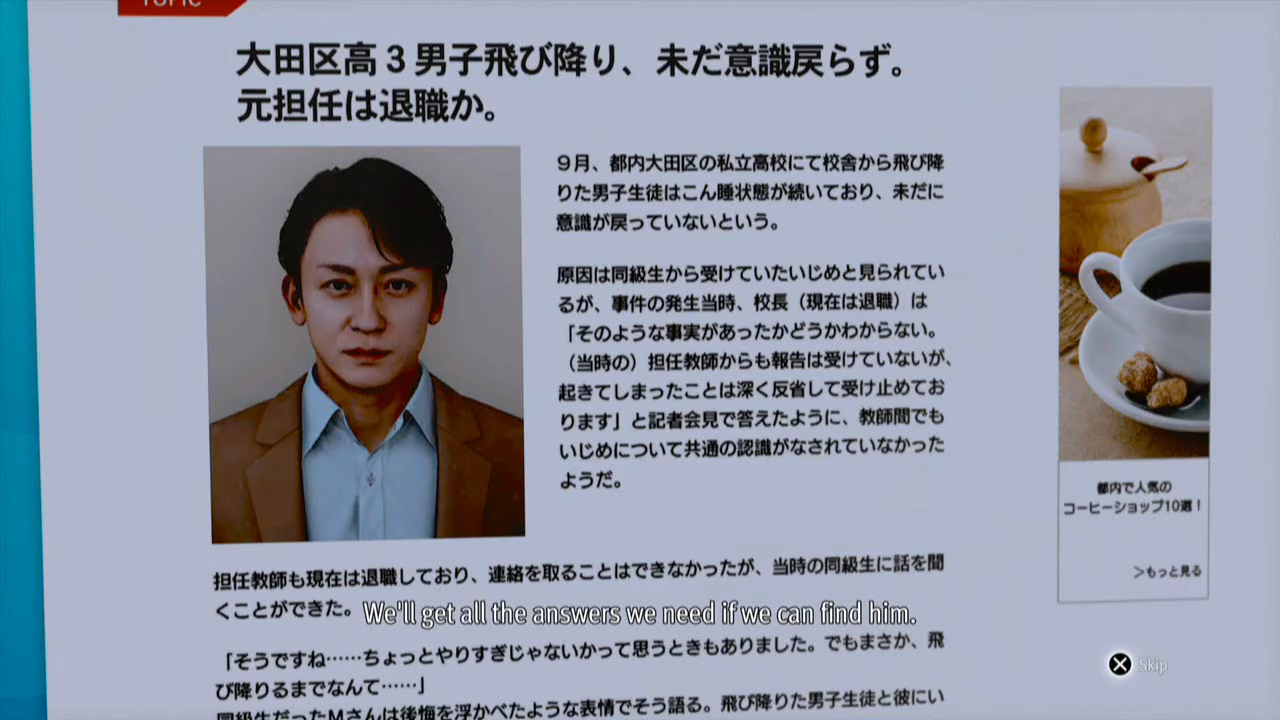 TOPIC
大田区高3男子飛び降り、未だ意識戻らず。
元担任は退職か。
9月、都内大田区の私立高校にて校舎から飛び降
りた男子生徒はこん睡状態が続いており、未だに
意識が戻っていないという。
原因は同級生から受けていたいじめと見られてい
るが、事件の発生当時、校長（現在は退職）は
「そのような事実があったかどうかわからない。
（当時の）担任教師からも報告は受けていないが、
起きてしまったことは深く反省して受け止めてお
ります」と記者会見で答えたように、教師間でも
いじめについて共通の認識がなされていなかった
ようだ。
担任教師も現在は退職しており、連絡を取ることはできなかったが、当時の同級生に話を聞
くことができた。
「そうですね……ちょっとやりすぎじゃないかって思うときもありました。でもまさか、飛
び降りるまでなんて……」
同級生だったMさんは後悔を浮かべたような表情でそう語る。飛び降りた男子生徒と彼にい
都内で人気の
コーヒーショップ10選！
＞もっと見る
We'll get all the answers we need if we can find him.
Skip